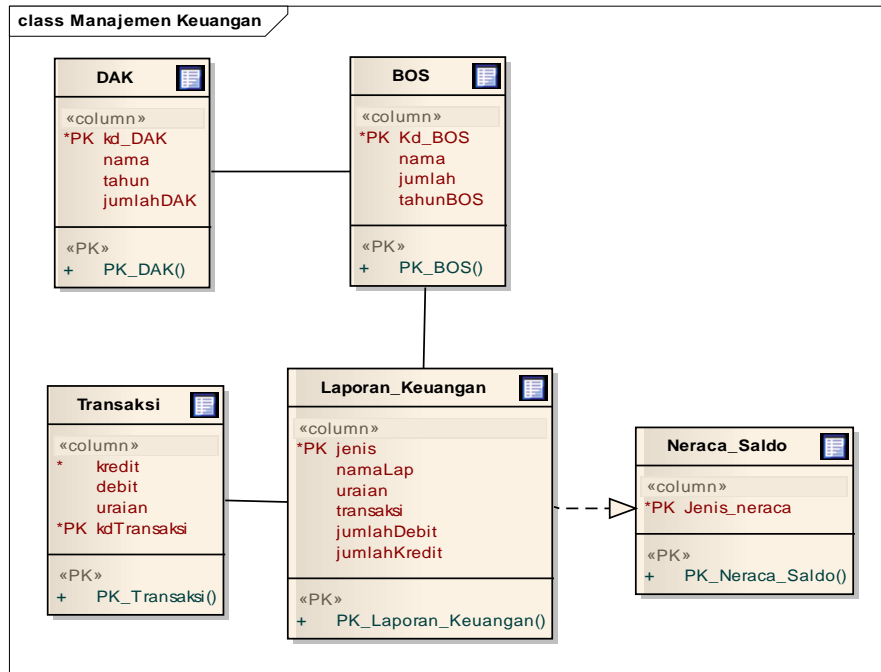 class Manajemen Keuangan
DAK
«column»
*PK kd_DAK
nama
tahun
jumlahDAK
«PK»
+ PK_DAK()
BOS
«column»
*PK Kd_BOS
nama
jumlah
tahunBOS
«PK»
+ PK_BOS()
Transaksi
«column»
* kredit
debit
uraian
*PK kdTransaksi
«PK»
+ PK_Transaksi()
Laporan_Keuangan
«column»
*PK jenis
namaLap
uraian
transaksi
jumlahDebit
jumlahKredit
«PK»
+ PK_Laporan_Keuangan()
Neraca_Saldo
«column»
*PK Jenis_neraca
«PK»
+ PK_Neraca_Saldo()